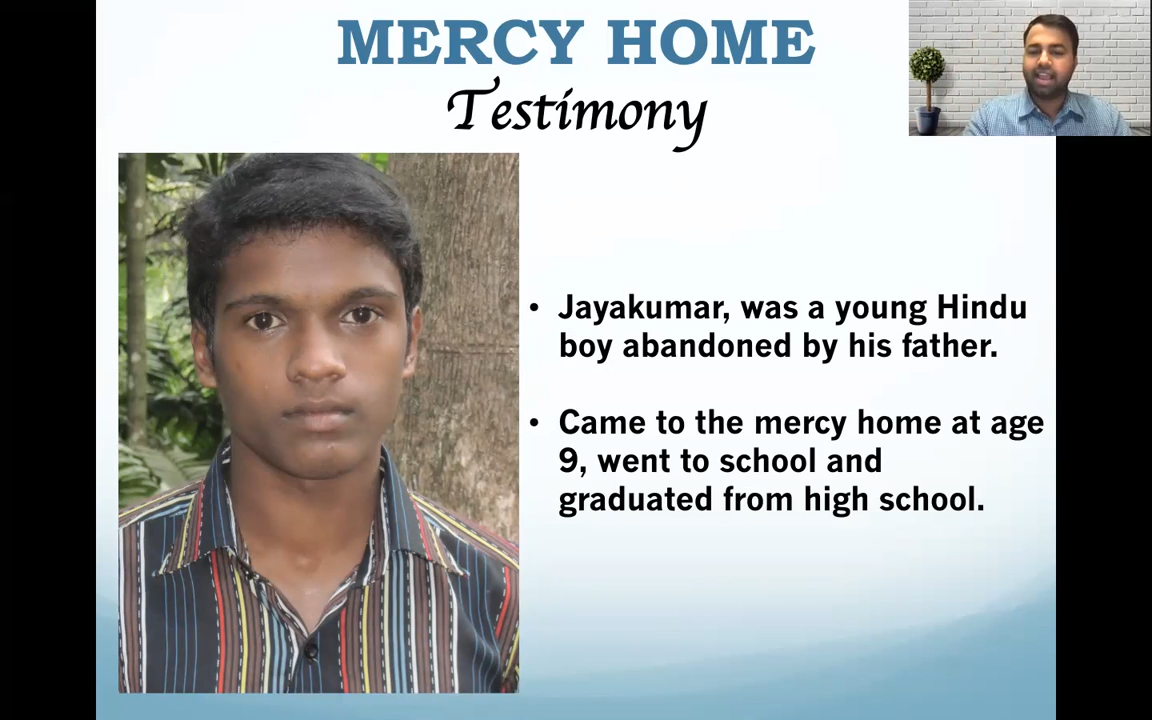 MERCY HOME
Testimony
• Jayakumar, was a young Hindu
boy abandoned by his father.
• Came to the mercy home at age
9, went to school and
graduated from high school.